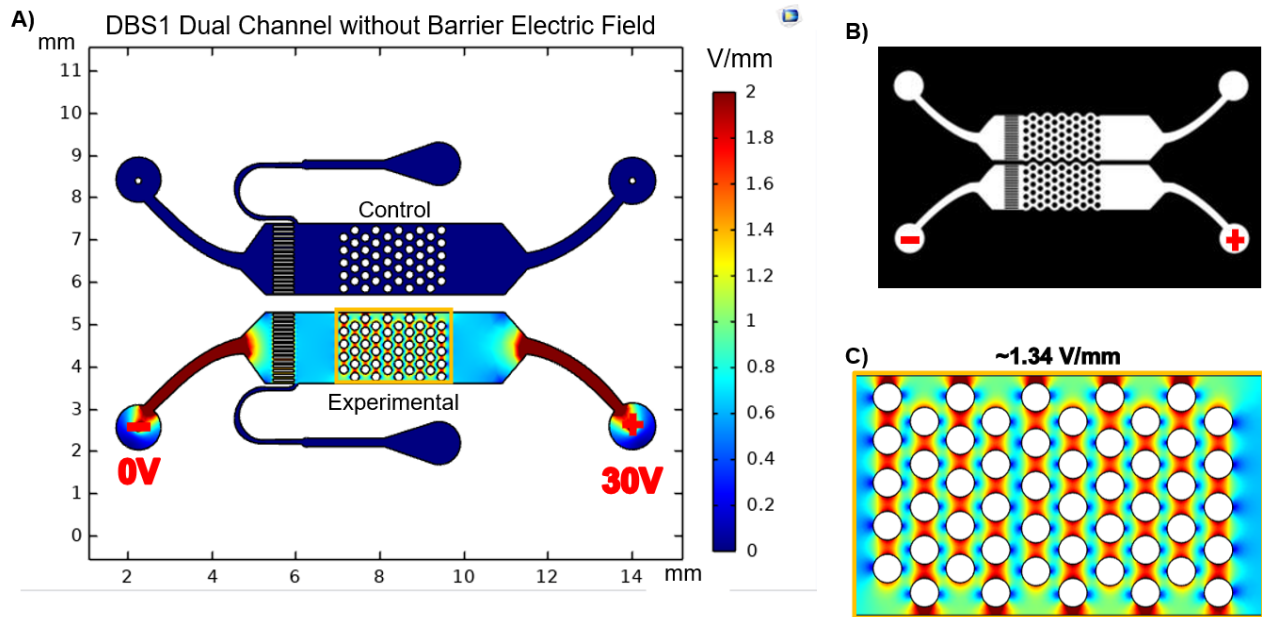 A)
DBS1 Dual Channel without Barrier Electric Field
mm
V/mm
11
10
9
8
7
6
5
4
3
2
1
0
2
4
6
8
10
12
14
mm
Control
Experimental
0V
30V
2
1.8
1.6
1.4
1.2
1
0.8
0.6
0.4
0.2
0
B)
C)
~1.34 V/mm